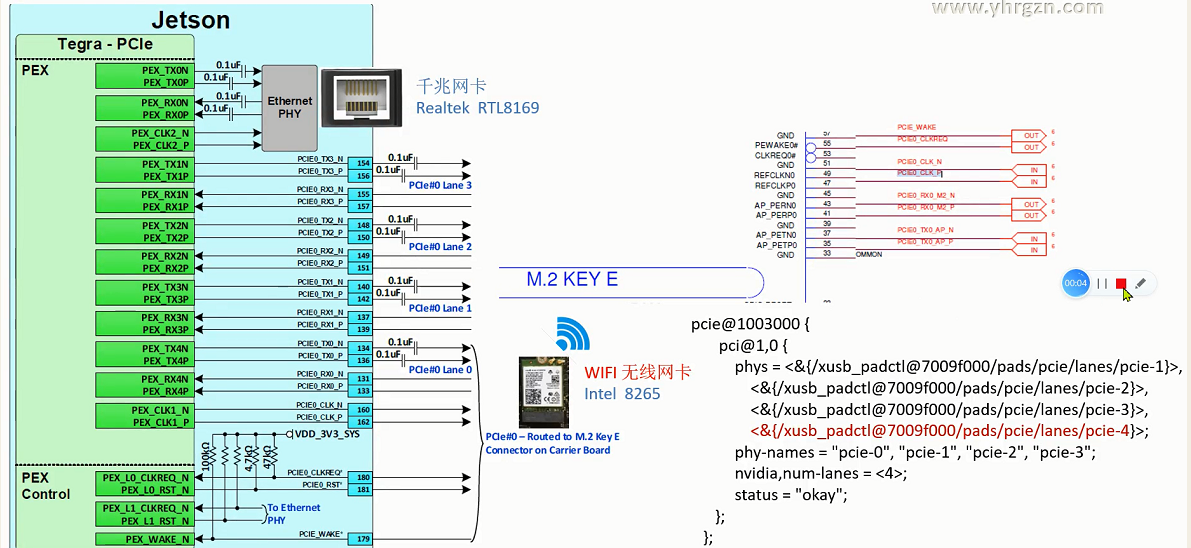 www.yhrgzn.com
Jetson
Tegra - PCIe
PEX
PEX_TX0N
PEX_TX0P
0.1uF
0.1uF
PEX_RX0N
PEX_RX0P
0.1uF
0.1uF
PEX_CLK2_N
PEX_CLK2_P
Ethernet
PHY
千兆网卡
Realtek RTL8169
PEX_TX1N
PEX_TX1P
PCIE0_TX3_N 154
PCIE0_TX3_P 156
0.1uF
0.1uF
PCIe#0 Lane 3
PEX_RX1N
PEX_RX1P
PCIE0_RX3_N 155
PCIE0_RX3_P 157
PEX_TX2N
PEX_TX2P
PCIE0_TX2_N 148
PCIE0_TX2_P 150
0.1uF
0.1uF
PCIe#0 Lane 2
PEX_RX2N
PEX_RX2P
PCIE0_RX2_N 149
PCIE0_RX2_P 151
PEX_TX3N
PEX_TX3P
PCIE0_TX1_N 140
PCIE0_TX1_P 142
0.1uF
0.1uF
PCIe#0 Lane 1
PEX_RX3N
PEX_RX3P
PCIE0_RX1_N 137
PCIE0_RX1_P 139
PEX_TX4N
PEX_TX4P
PCIE0_TX0_N 134
PCIE0_TX0_P 136
0.1uF
0.1uF
PCIe#0 Lane 0
PEX_RX4N
PEX_RX4P
PCIE0_RX0_N 131
PCIE0_RX0_P 133
PEX_CLK1_N
PEX_CLK1_P
PCIE0_CLK_N 160
PCIE0_CLK_P 162
VDD_3V3_SYS
100kΩ
4.7kΩ
47kΩ
PCIe#0 – Routed to M.2 Key E
Connector on Carrier Board
PEX
Control
PEX_L0_CLKREQ_N
PEX_L0_RST_N
PCIE0_CLKREQ* 180
PCIE0_RST* 181
PEX_L1_CLKREQ_N
PEX_L1_RST_N
To Ethernet
PHY
PEX_WAKE_N
PCIE_WAKE* 179
GND 57 PCIE_WAKE OUT 6
PEWAKE0# 55 PCIE0_CLKREQ OUT 6
CLKREQ0# 53
GND 51 PCIE0_CLK_N IN 6
REFCLKN0 49 PCIE0_CLK_P IN 6
REFCLKP0 47
GND 45 PCIE0_RX0_M2_N OUT 6
AP_PERN0 43 PCIE0_RX0_M2_P OUT 6
AP_PERP0 41
GND 39 PCIE0_TX0_AP_N IN 6
AP_PETN0 37 PCIE0_TX0_AP_P IN 6
AP_PETP0 35
GND 33 OMMON
M.2 KEY E
00:04
WIFI 无线网卡
Intel 8265
pcie@1003000 {
pci@1,0 {
phys = <&{/xusb_padctl@7009f000/pads/pcie/lanes/pcie-1}>,
<&{/xusb_padctl@7009f000/pads/pcie/lanes/pcie-2}>,
<&{/xusb_padctl@7009f000/pads/pcie/lanes/pcie-3}>,
<&{/xusb_padctl@7009f000/pads/pcie/lanes/pcie-4}>;
phy-names = "pcie-0", "pcie-1", "pcie-2", "pcie-3";
nvidia,num-lanes = <4>;
status = "okay";
};
};